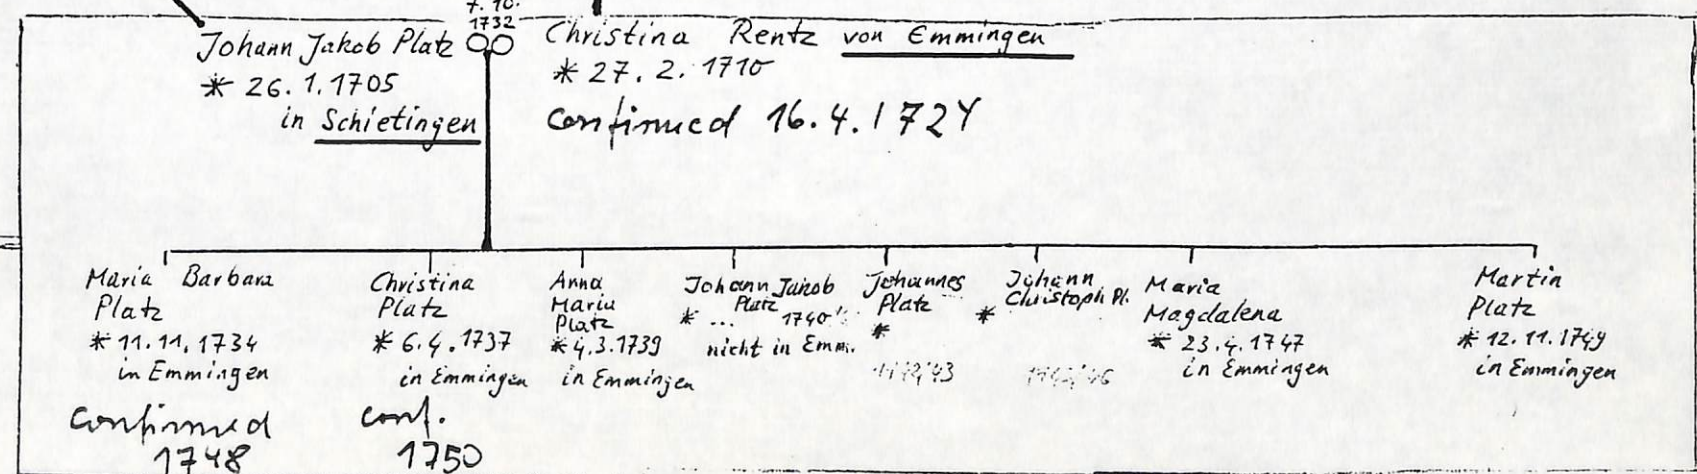 7. 10.
1732
Johann Jakob Platz
* 26. 1. 1705
in Schietingen
Christina Rentz von Emmingen
* 27. 2. 1710
confirmed 16. 4. 1724
Maria Barbara
Platz
* 11. 11. 1734
in Emmingen
confirmed
1748
Christina
Platz
* 6. 4. 1737
in Emmingen
conf.
1750
Anna
Maria
Platz
* 4. 3. 1739
in Emmingen
Johann Jakob
Platz
* ... 1740
nicht in Emm.
Johannes
Platz
*
Johann
Christoph Pl.
*
Maria
Magdalena
* 23. 4. 1747
in Emmingen
Martin
Platz
* 12. 11. 1749
in Emmingen